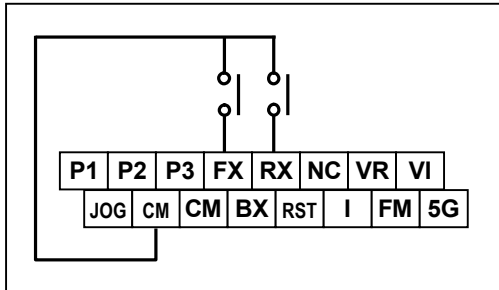 P1 P2 P3 FX RX NC VR VI
JOG CM CM BX RST I FM 5G